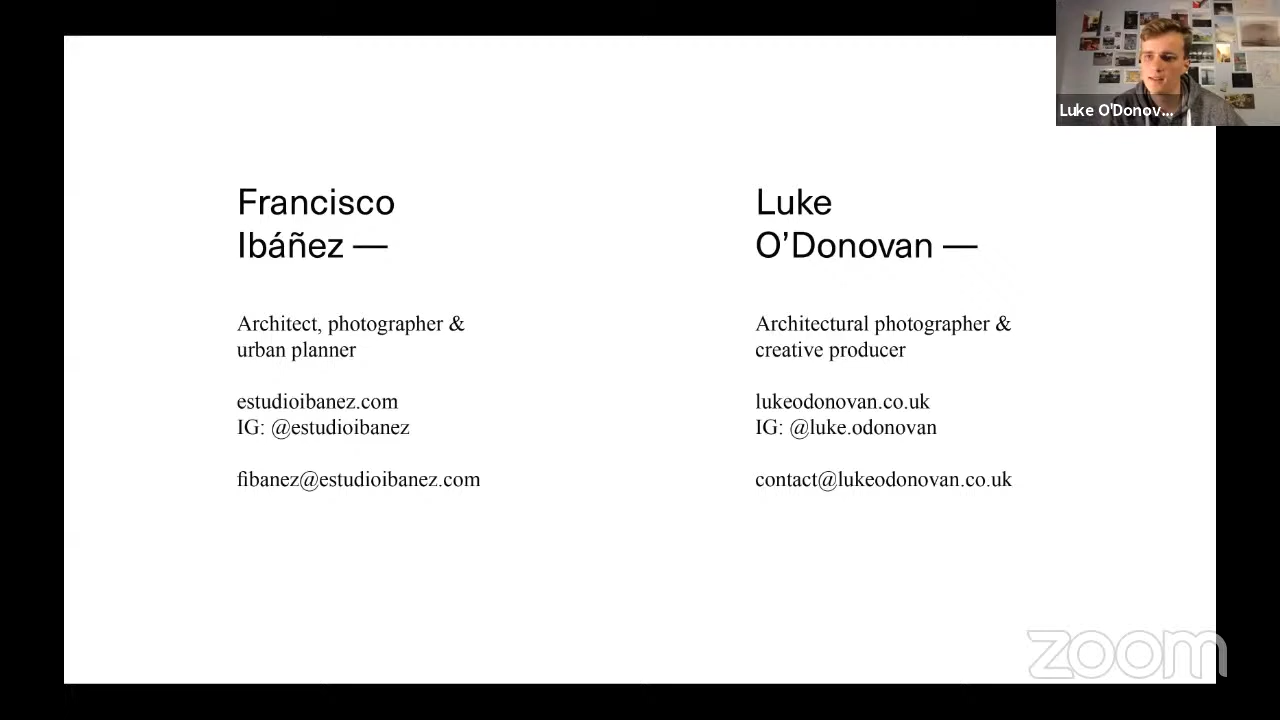 Luke O'Donov...
Francisco
Ibáñez —
Architect, photographer &
urban planner
estudioibanez.com
IG: @estudioibanez
fibanez@estudioibanez.com
Luke
O’Donovan —
Architectural photographer &
creative producer
lukeodonovan.co.uk
IG: @luke.odonovan
contact@lukeodonovan.co.uk
zoom